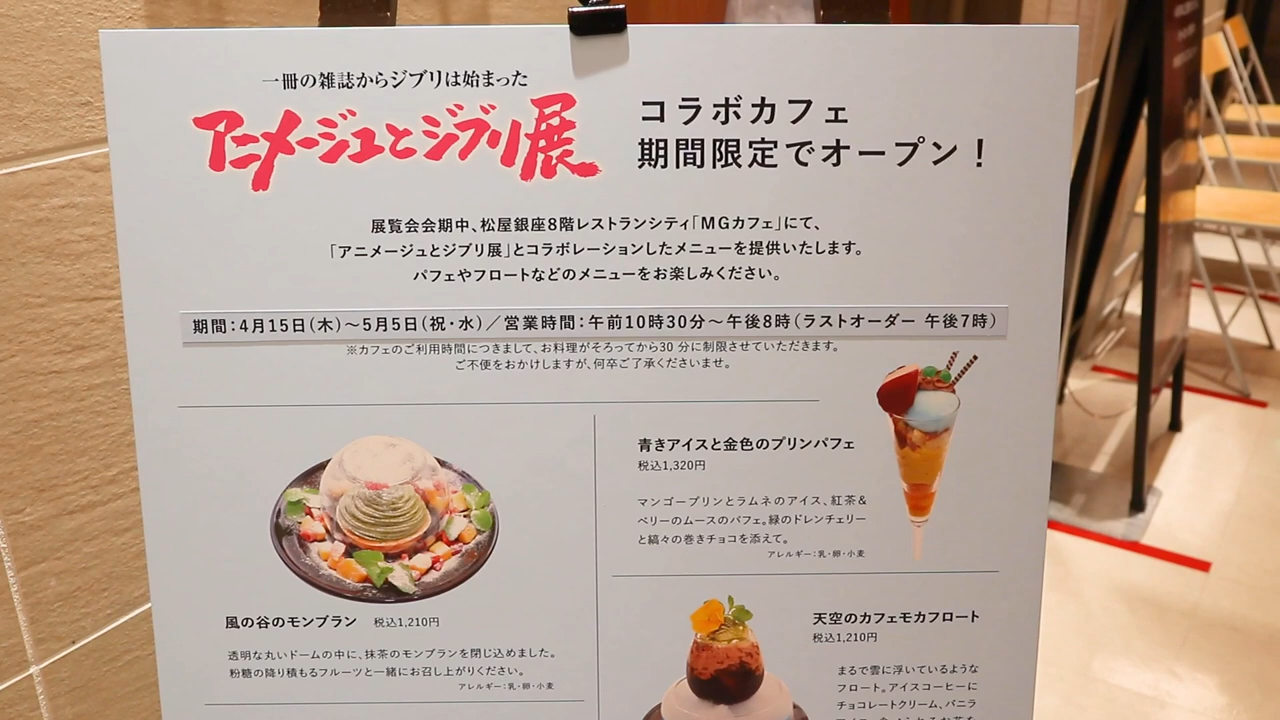 一冊の雑誌からジブリは始まった
アニメージュとジブリ展
コラボカフェ
期間限定でオープン！
展覧会会期中、松屋銀座8階レストランシティ「MGカフェ」にて、
「アニメージュとジブリ展」とコラボレーションしたメニューを提供いたします。
パフェやフロートなどのメニューをお楽しみください。
期間：4月15日(木)～5月5日(祝・水)／営業時間：午前10時30分～午後8時(ラストオーダー 午後7時)
※カフェのご利用時間につきまして、お料理がそろってから30 分に制限させていただきます。
ご不便をおかけしますが、何卒ご了承くださいませ。
風の谷のモンブラン 税込1,210円
透明な丸いドームの中に、抹茶のモンブランを閉じ込めました。
粉糖の降り積もるフルーツと一緒にお召し上がりください。
アレルギー：乳・卵・小麦
青きアイスと金色のプリンパフェ
税込1,320円
マンゴープリンとラムネのアイス、紅茶&
ベリーのムースのパフェ。緑のドレンチェリー
と縞々の巻きチョコを添えて。
アレルギー：乳・卵・小麦
天空のカフェモカフロート
税込1,210円
まるで雲に浮いているような
フロート。アイスコーヒーに
チョコレートクリーム、バニラ